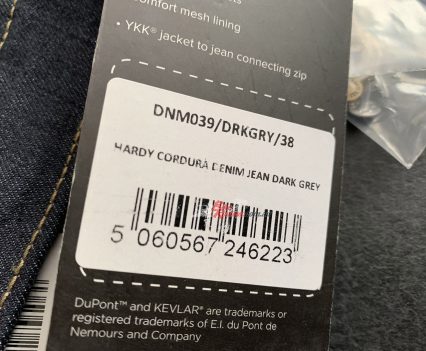 comfort mesh lining
• YKK® jacket to jean connecting zip
DNM039/DRKGRY/38
HARDY CORDURA DENIM JEAN DARK GREY
5 060567 246223
DuPont™ and KEVLAR® are trademarks or
registered trademarks of E.I. du Pont de
Nemours and Company